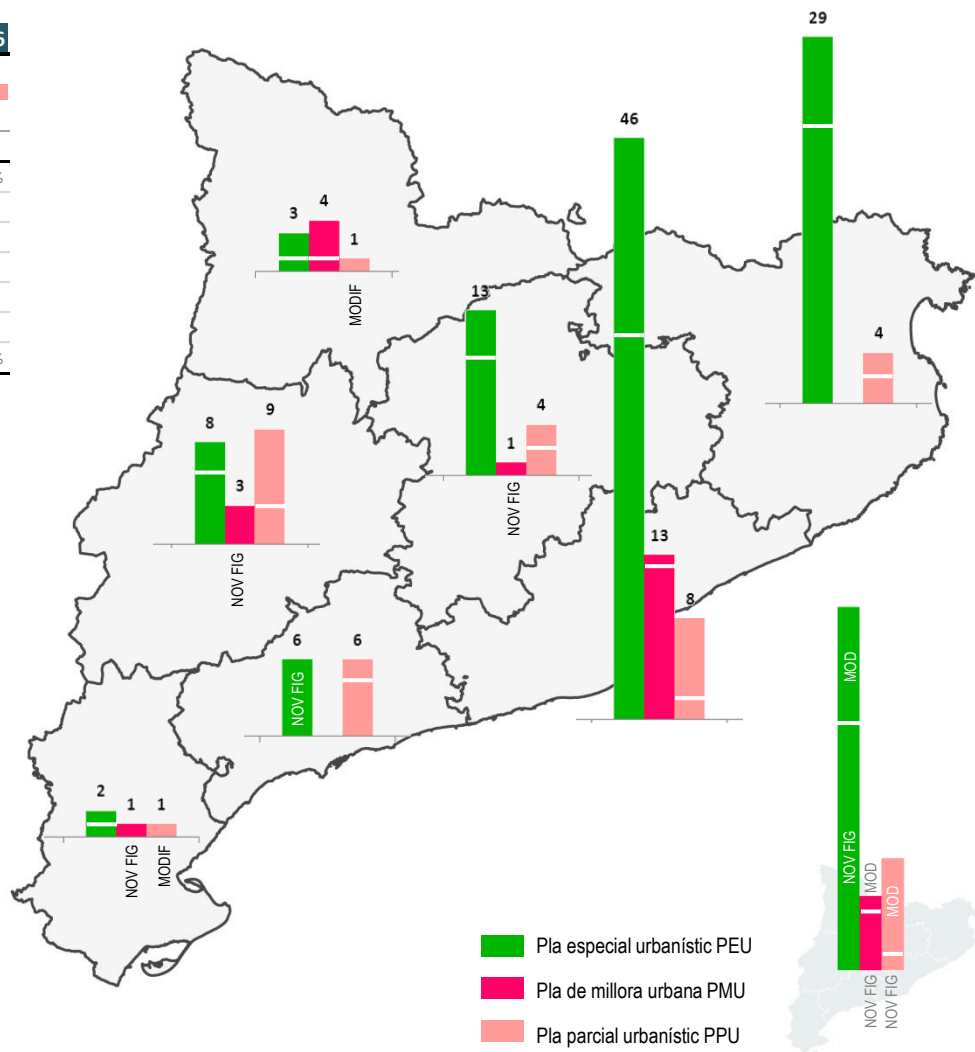 6
29
46
3
4
1
MODIF
13
1
4
NOV FIG
4
8
3
9
NOV FIG
13
8
6
NOV FIG
6
2
1
1
NOV FIG
MODIF
MOD
NOV FIG
MOD
MOD
NOV FIG
NOV FIG
%
%
Pla especial urbanístic PEU
Pla de millora urbana PMU
Pla parcial urbanístic PPU